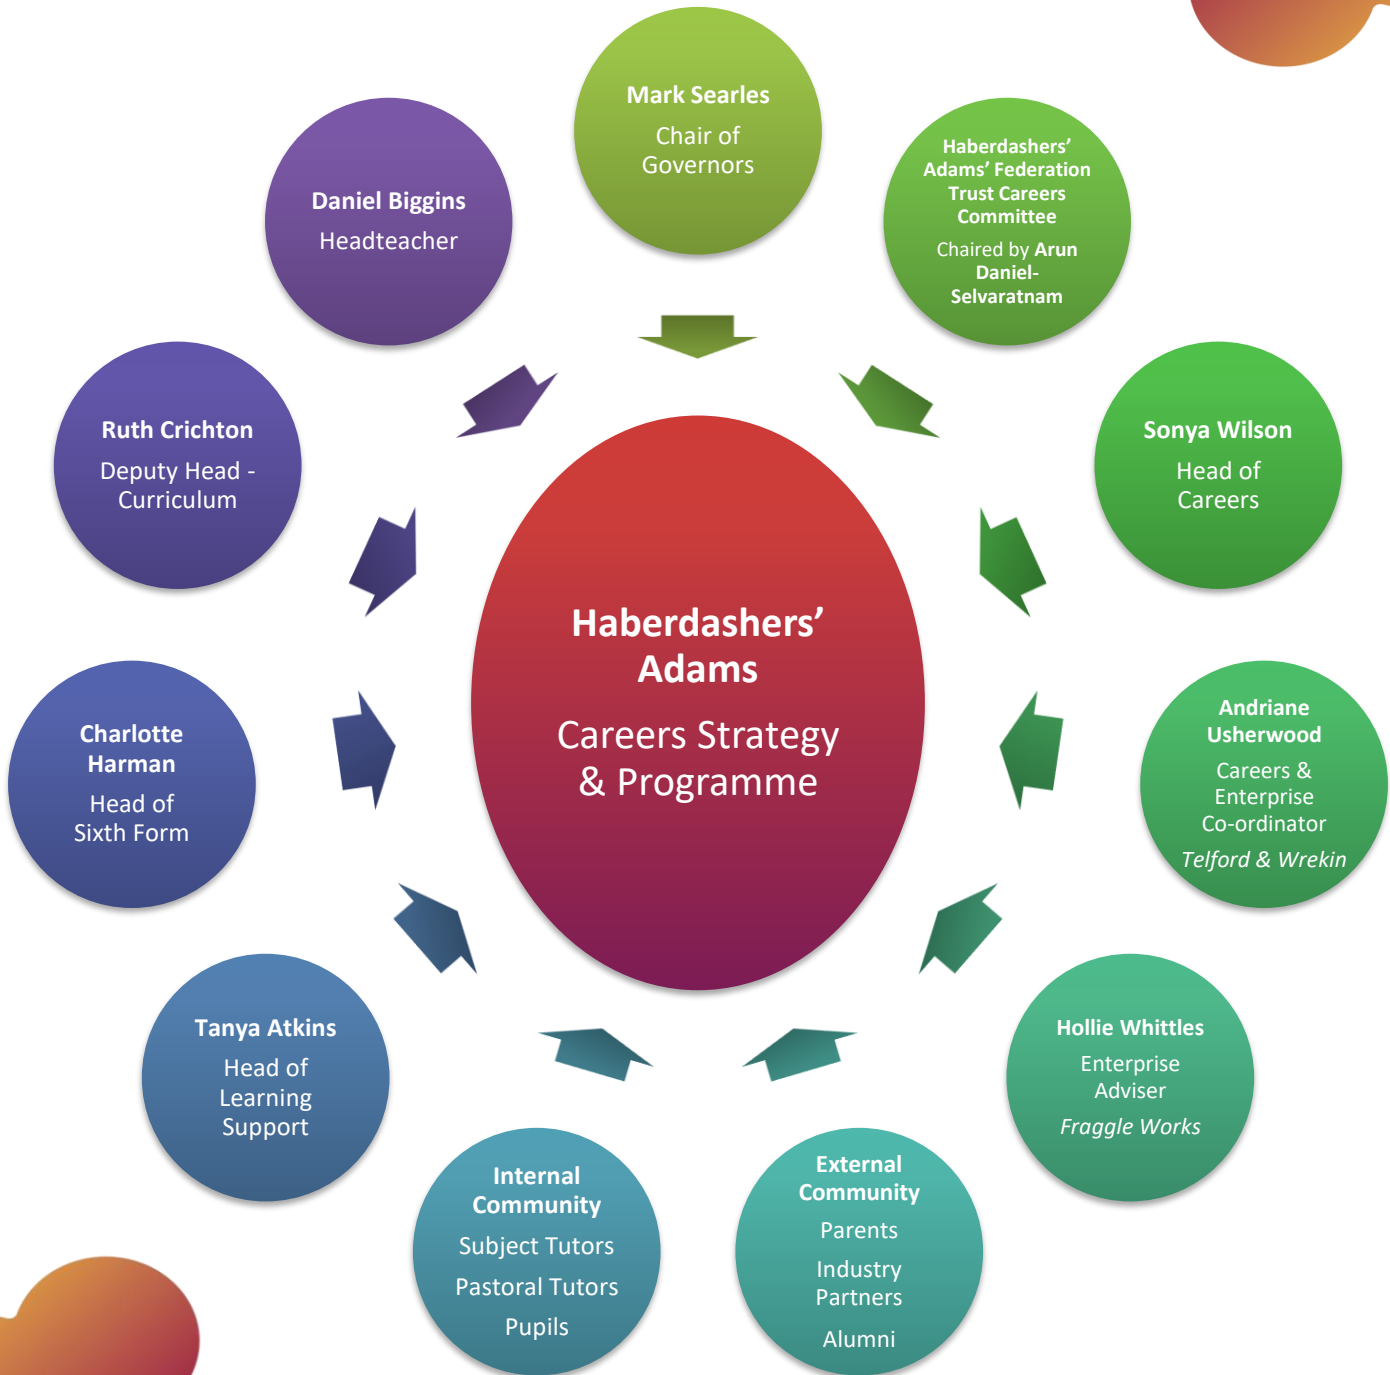 Mark Searles
Chair of
Governors
Haberdashers’
Adams’ Federation
Trust Careers
Committee
Chaired by Arun
Daniel-
Selvaratnam
Sonya Wilson
Head of
Careers
Andriane
Usherwood
Careers &
Enterprise
Co-ordinator
Telford & Wrekin
Hollie Whittles
Enterprise
Adviser
Fraggle Works
External
Community
Parents
Industry
Partners
Alumni
Internal
Community
Subject Tutors
Pastoral Tutors
Pupils
Tanya Atkins
Head of
Learning
Support
Charlotte
Harman
Head of
Sixth Form
Ruth Crichton
Deputy Head -
Curriculum
Daniel Biggins
Headteacher
Haberdashers’
Adams
Careers Strategy
& Programme